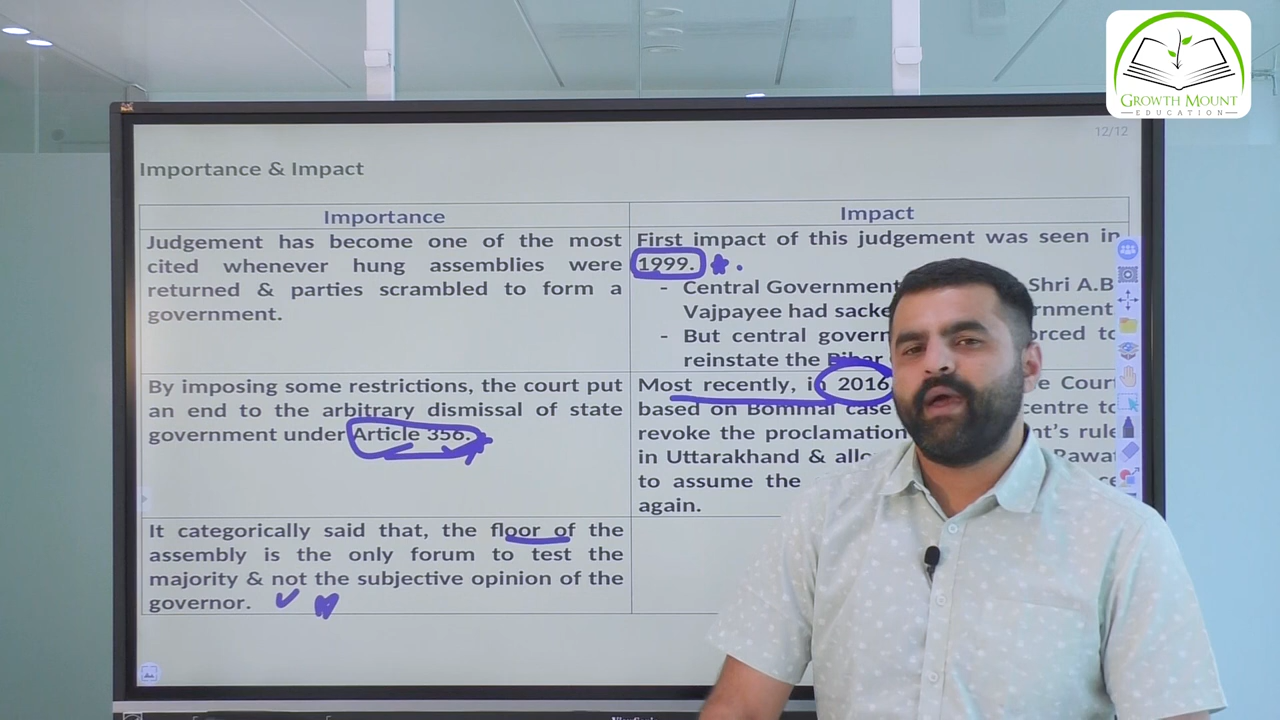 GROWTH MOUNT
EDUCATION
12/12
Importance & Impact
Importance
Judgement has become one of the most
cited whenever hung assemblies were
returned & parties scrambled to form a
government.
Impact
First impact of this judgement was seen in
1999.
- Central Government Shri A.B
Vajpayee had
- But central to
reinstate the Bihar
By imposing some restrictions, the court put
an end to the arbitrary dismissal of state
government under Article 356.
Most recently, in 2016 Court
based on Bommai case centre to
revoke the proclamation rule
in Uttarakhand & Rawat
to assume the
again.
It categorically said that, the floor of the
assembly is the only forum to test the
majority & not the subjective opinion of the
governor.